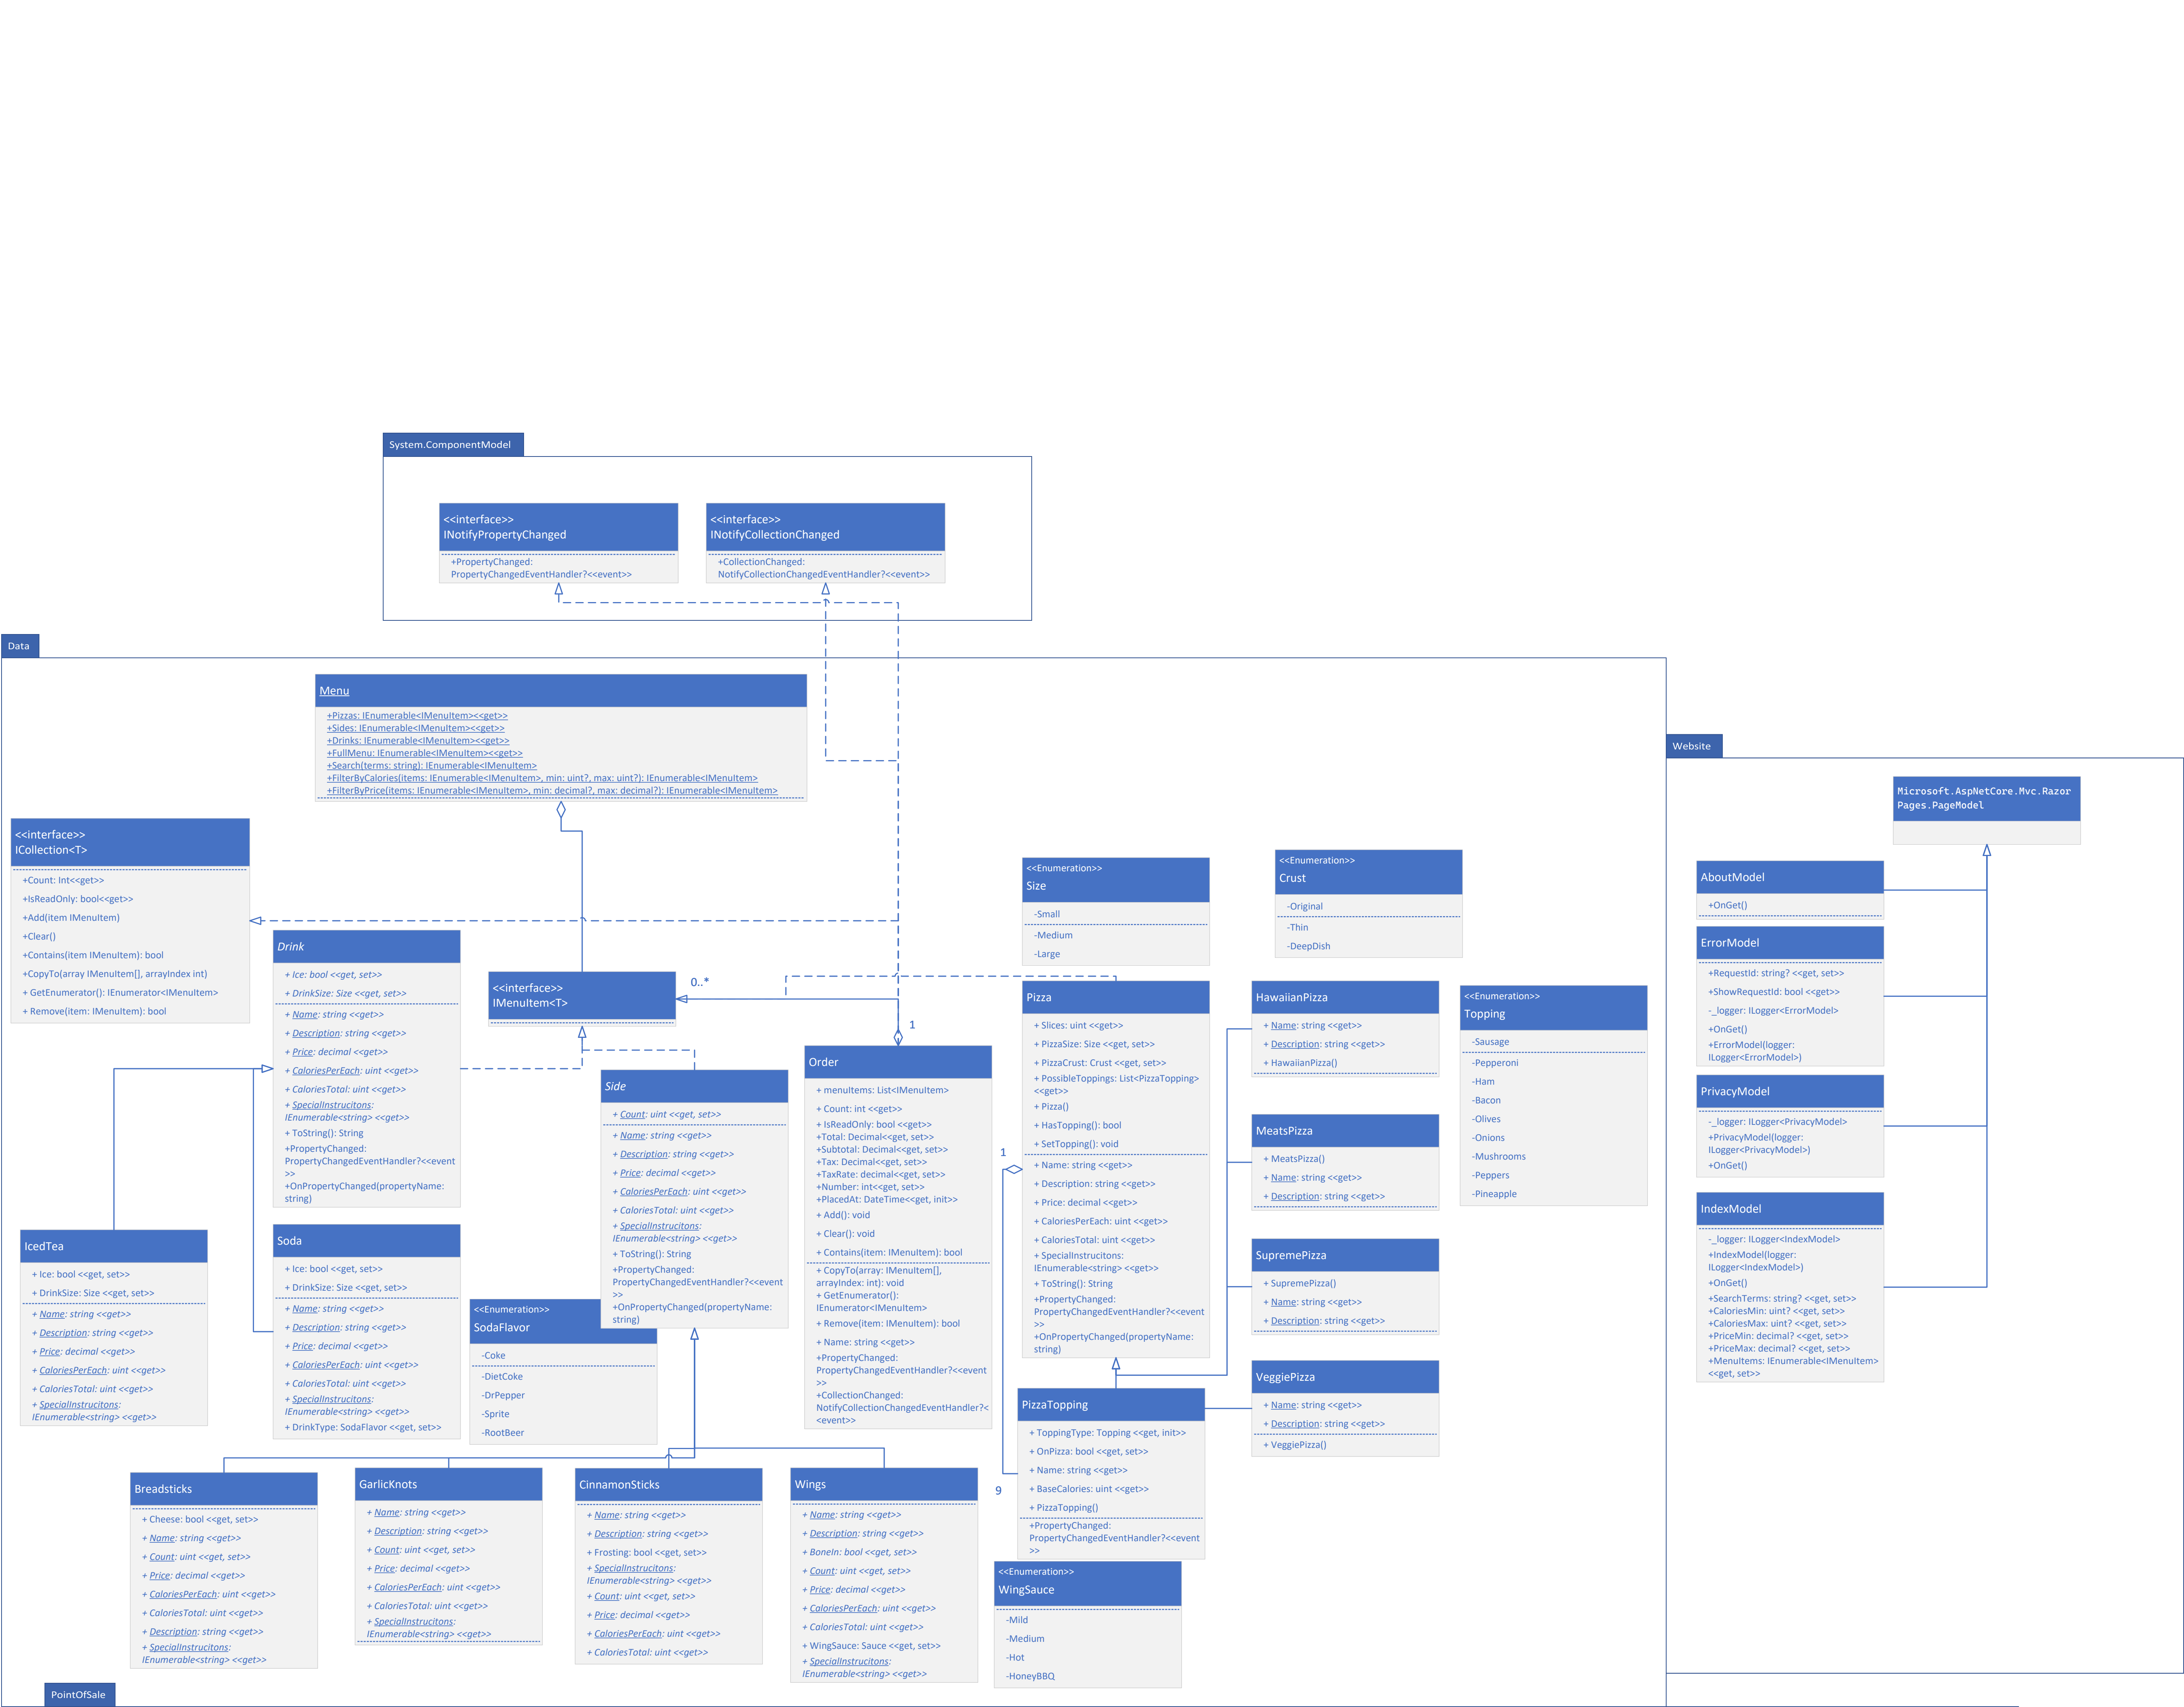 System.ComponentModel
<<interface>>
INotifyPropertyChanged
+PropertyChanged:
PropertyChangedEventHandler?<<event>>
<<interface>>
INotifyCollectionChanged
+CollectionChanged:
NotifyCollectionChangedEventHandler?<<event>>
Data
Menu
+Pizzas: IEnumerable<IMenuItem><<get>>
+Sides: IEnumerable<IMenuItem><<get>>
+Drinks: IEnumerable<IMenuItem><<get>>
+FullMenu: IEnumerable<IMenuItem><<get>>
+Search(terms: string): IEnumerable<IMenuItem>
+FilterByCalories(items: IEnumerable<IMenuItem>, min: uint?, max: uint?): IEnumerable<IMenuItem>
+FilterByPrice(items: IEnumerable<IMenuItem>, min: decimal?, max: decimal?): IEnumerable<IMenuItem>
<<interface>>
ICollection<T>
+Count: Int<<get>>
+IsReadOnly: bool<<get>>
+Add(item IMenuItem)
+Clear()
+Contains(item IMenuItem): bool
+CopyTo(array IMenuItem[], arrayIndex int)
+ GetEnumerator(): IEnumerator<IMenuItem>
+ Remove(item: IMenuItem): bool
Drink
+ Ice: bool <<get, set>>
+ DrinkSize: Size <<get, set>>
+ Name: string <<get>>
+ Description: string <<get>>
+ Price: decimal <<get>>
+ CaloriesPerEach: uint <<get>>
+ CaloriesTotal: uint <<get>>
+ SpecialInstrucitons:
IEnumerable<string> <<get>>
+ ToString(): String
+PropertyChanged:
PropertyChangedEventHandler?<<event
>>
+OnPropertyChanged(propertyName:
string)
<<interface>>
IMenuItem<T>
0..*
1
Side
+ Count: uint <<get, set>>
+ Name: string <<get>>
+ Description: string <<get>>
+ Price: decimal <<get>>
+ CaloriesPerEach: uint <<get>>
+ CaloriesTotal: uint <<get>>
+ SpecialInstrucitons:
IEnumerable<string> <<get>>
+ ToString(): String
+PropertyChanged:
PropertyChangedEventHandler?<<event
>>
+OnPropertyChanged(propertyName:
string)
Order
+ menuItems: List<IMenuItem>
+ Count: int <<get>>
+ IsReadOnly: bool <<get>>
+Total: Decimal<<get, set>>
+Subtotal: Decimal<<get, set>>
+Tax: Decimal<<get, set>>
+TaxRate: decimal<<get, set>>
+Number: int<<get, set>>
+PlacedAt: DateTime<<get, init>>
+ Add(): void
+ Clear(): void
+ Contains(item: IMenuItem): bool
+ CopyTo(array: IMenuItem[],
arrayIndex: int): void
+ GetEnumerator():
IEnumerator<IMenuItem>
+ Remove(item: IMenuItem): bool
+ Name: string <<get>>
+PropertyChanged:
PropertyChangedEventHandler?<<event
>>
+CollectionChanged:
NotifyCollectionChangedEventHandler?<
<event>>
<<Enumeration>>
Size
-Small
-Medium
-Large
<<Enumeration>>
Crust
-Original
-Thin
-DeepDish
Pizza
+ Slices: uint <<get>>
+ PizzaSize: Size <<get, set>>
+ PizzaCrust: Crust <<get, set>>
+ PossibleToppings: List<PizzaTopping>
<<get>>
+ Pizza()
+ HasTopping(): bool
+ SetTopping(): void
+ Name: string <<get>>
+ Description: string <<get>>
+ Price: decimal <<get>>
+ CaloriesPerEach: uint <<get>>
+ CaloriesTotal: uint <<get>>
+ SpecialInstrucitons:
IEnumerable<string> <<get>>
+ ToString(): String
+PropertyChanged:
PropertyChangedEventHandler?<<event
>>
+OnPropertyChanged(propertyName:
string)
1
9
HawaiianPizza
+ Name: string <<get>>
+ Description: string <<get>>
+ HawaiianPizza()
MeatsPizza
+ MeatsPizza()
+ Name: string <<get>>
+ Description: string <<get>>
SupremePizza
+ SupremePizza()
+ Name: string <<get>>
+ Description: string <<get>>
VeggiePizza
+ Name: string <<get>>
+ Description: string <<get>>
+ VeggiePizza()
<<Enumeration>>
Topping
-Sausage
-Pepperoni
-Ham
-Bacon
-Olives
-Onions
-Mushrooms
-Peppers
-Pineapple
IcedTea
+ Ice: bool <<get, set>>
+ DrinkSize: Size <<get, set>>
+ Name: string <<get>>
+ Description: string <<get>>
+ Price: decimal <<get>>
+ CaloriesPerEach: uint <<get>>
+ CaloriesTotal: uint <<get>>
+ SpecialInstrucitons:
IEnumerable<string> <<get>>
Soda
+ Ice: bool <<get, set>>
+ DrinkSize: Size <<get, set>>
+ Name: string <<get>>
+ Description: string <<get>>
+ Price: decimal <<get>>
+ CaloriesPerEach: uint <<get>>
+ CaloriesTotal: uint <<get>>
+ SpecialInstrucitons:
IEnumerable<string> <<get>>
+ DrinkType: SodaFlavor <<get, set>>
<<Enumeration>>
SodaFlavor
-Coke
-DietCoke
-DrPepper
-Sprite
-RootBeer
PizzaTopping
+ ToppingType: Topping <<get, init>>
+ OnPizza: bool <<get, set>>
+ Name: string <<get>>
+ BaseCalories: uint <<get>>
+ PizzaTopping()
+PropertyChanged:
PropertyChangedEventHandler?<<event
>>
Breadsticks
+ Cheese: bool <<get, set>>
+ Name: string <<get>>
+ Count: uint <<get, set>>
+ Price: decimal <<get>>
+ CaloriesPerEach: uint <<get>>
+ CaloriesTotal: uint <<get>>
+ Description: string <<get>>
+ SpecialInstrucitons:
IEnumerable<string> <<get>>
GarlicKnots
+ Name: string <<get>>
+ Description: string <<get>>
+ Count: uint <<get, set>>
+ Price: decimal <<get>>
+ CaloriesPerEach: uint <<get>>
+ CaloriesTotal: uint <<get>>
+ SpecialInstrucitons:
IEnumerable<string> <<get>>
CinnamonSticks
+ Name: string <<get>>
+ Description: string <<get>>
+ Frosting: bool <<get, set>>
+ SpecialInstrucitons:
IEnumerable<string> <<get>>
+ Count: uint <<get, set>>
+ Price: decimal <<get>>
+ CaloriesPerEach: uint <<get>>
+ CaloriesTotal: uint <<get>>
Wings
+ Name: string <<get>>
+ Description: string <<get>>
+ BoneIn: bool <<get, set>>
+ Count: uint <<get, set>>
+ Price: decimal <<get>>
+ CaloriesPerEach: uint <<get>>
+ CaloriesTotal: uint <<get>>
+ WingSauce: Sauce <<get, set>>
+ SpecialInstrucitons:
IEnumerable<string> <<get>>
<<Enumeration>>
WingSauce
-Mild
-Medium
-Hot
-HoneyBBQ
PointOfSale
Website
Microsoft.AspNetCore.Mvc.Razor
Pages.PageModel
AboutModel
+OnGet()
ErrorModel
+RequestId: string? <<get, set>>
+ShowRequestId: bool <<get>>
-_logger: ILogger<ErrorModel>
+OnGet()
+ErrorModel(logger:
ILogger<ErrorModel>)
PrivacyModel
-_logger: ILogger<PrivacyModel>
+PrivacyModel(logger:
ILogger<PrivacyModel>)
+OnGet()
IndexModel
-_logger: ILogger<IndexModel>
+IndexModel(logger:
ILogger<IndexModel>)
+OnGet()
+SearchTerms: string? <<get, set>>
+CaloriesMin: uint? <<get, set>>
+CaloriesMax: uint? <<get, set>>
+PriceMin: decimal? <<get, set>>
+PriceMax: decimal? <<get, set>>
+MenuItems: IEnumerable<IMenuItem>
<<get, set>>